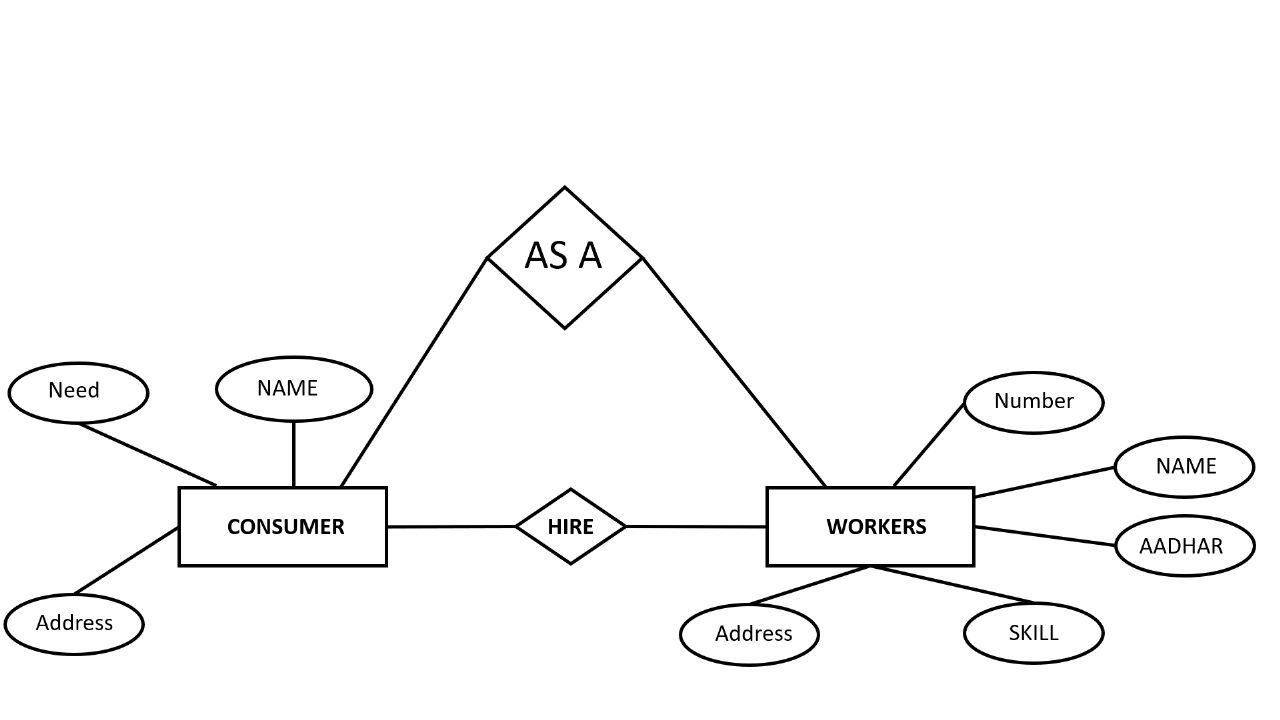 AS A
Need
NAME
Number
NAME
CONSUMER
HIRE
WORKERS
AADHAR
Address
Address
SKILL